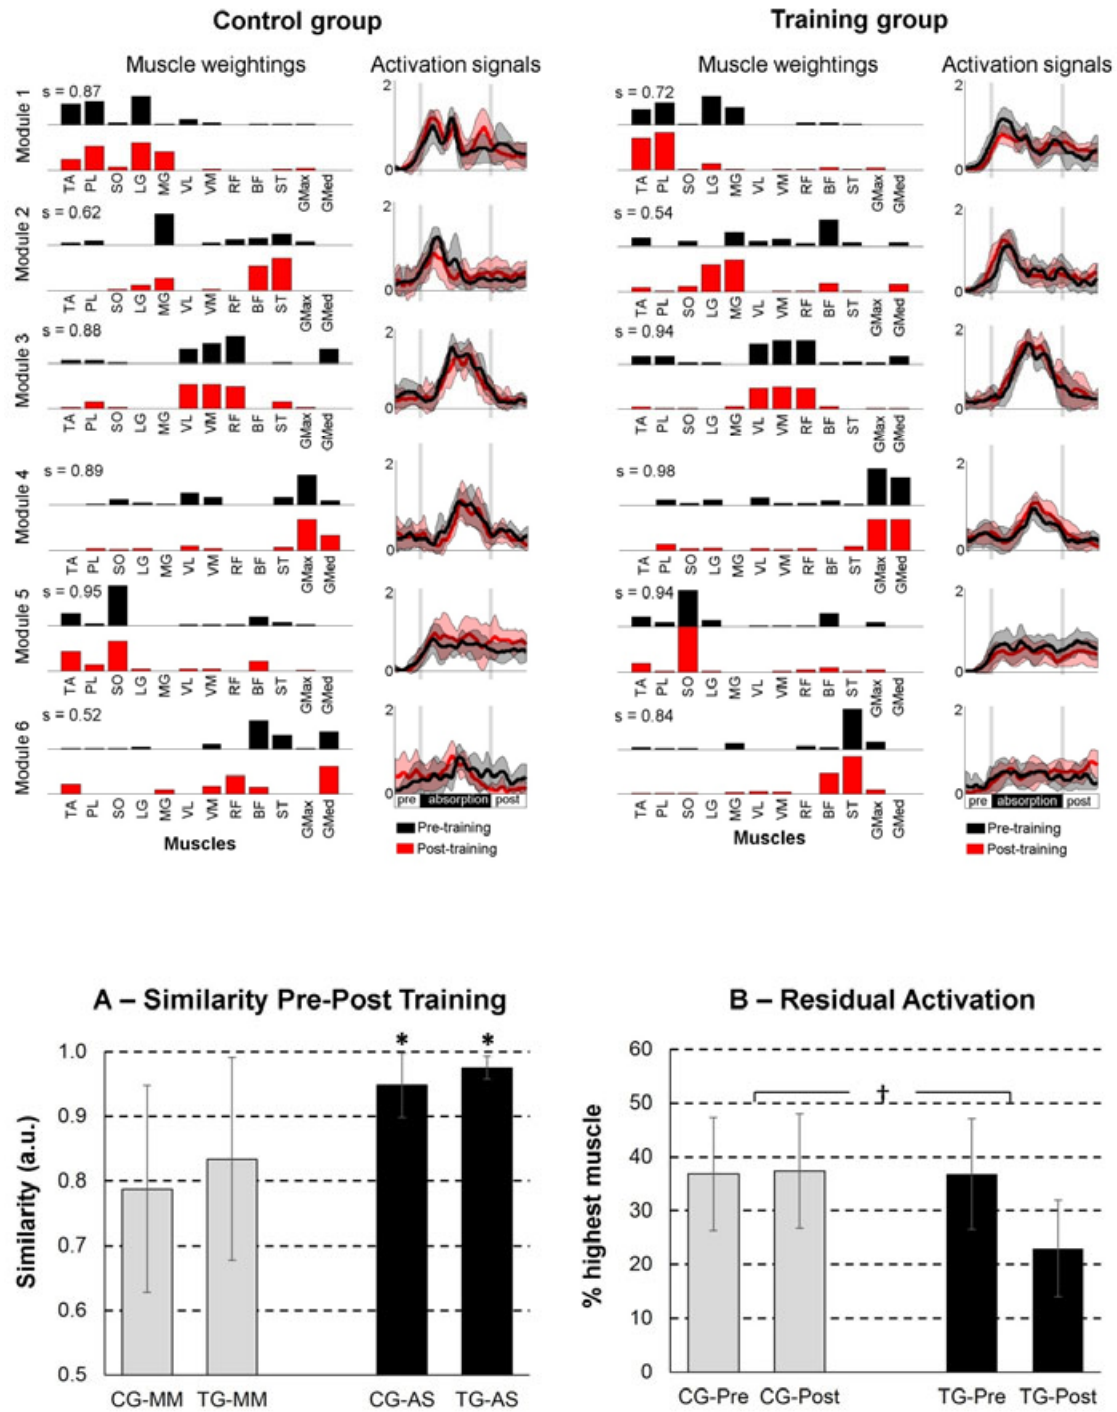 Control group
Training group
Muscle weightings
Activation signals
Muscle weightings
Activation signals
Module 1
s = 0.87
2
0
s = 0.72
2
0
TA PL SO LG MG VL VM RF BF ST GMax GMed
TA PL SO LG MG VL VM RF BF ST GMax GMed
Module 2
s = 0.62
2
0
s = 0.54
2
0
TA PL SO LG MG VL VM RF BF ST GMax GMed
TA PL SO LG MG VL VM RF BF ST GMax GMed
Module 3
s = 0.88
2
0
s = 0.94
2
0
TA PL SO LG MG VL VM RF BF ST GMax GMed
TA PL SO LG MG VL VM RF BF ST GMax GMed
Module 4
s = 0.89
2
0
s = 0.98
2
0
TA PL SO LG MG VL VM RF BF ST GMax GMed
TA PL SO LG MG VL VM RF BF ST GMax GMed
Module 5
s = 0.95
2
0
s = 0.94
2
0
TA PL SO LG MG VL VM RF BF ST GMax GMed
TA PL SO LG MG VL VM RF BF ST GMax GMed
Module 6
s = 0.52
2
0
s = 0.84
2
0
pre absorption post
pre absorption post
TA PL SO LG MG VL VM RF BF ST GMax GMed
TA PL SO LG MG VL VM RF BF ST GMax GMed
Muscles
Pre-training
Post-training
Muscles
Pre-training
Post-training
A – Similarity Pre-Post Training
Similarity (a.u.)
1.0
0.9
0.8
0.7
0.6
0.5
* *
CG-MM TG-MM CG-AS TG-AS
B – Residual Activation
% highest muscle
60
50
40
30
20
10
0
†
CG-Pre CG-Post TG-Pre TG-Post